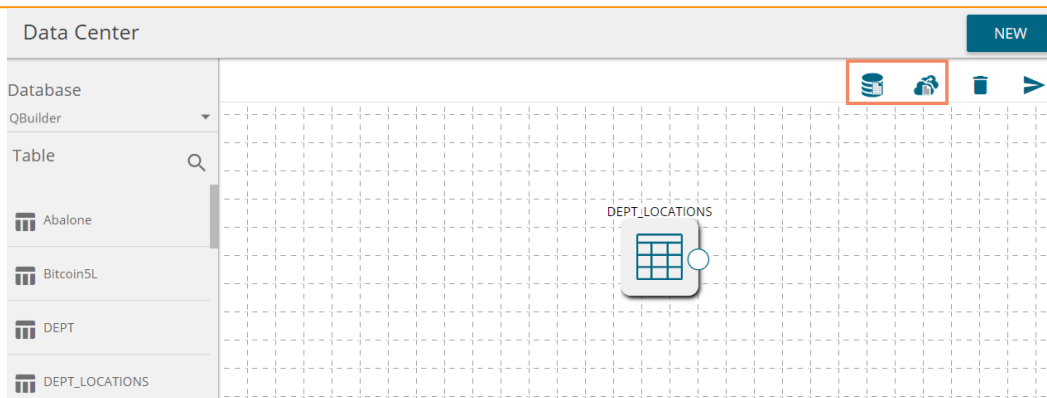 Data Center
NEW
Database
QBuilder
Table
Abalone
Bitcoin5L
DEPT
DEPT_LOCATIONS
DEPT_LOCATIONS